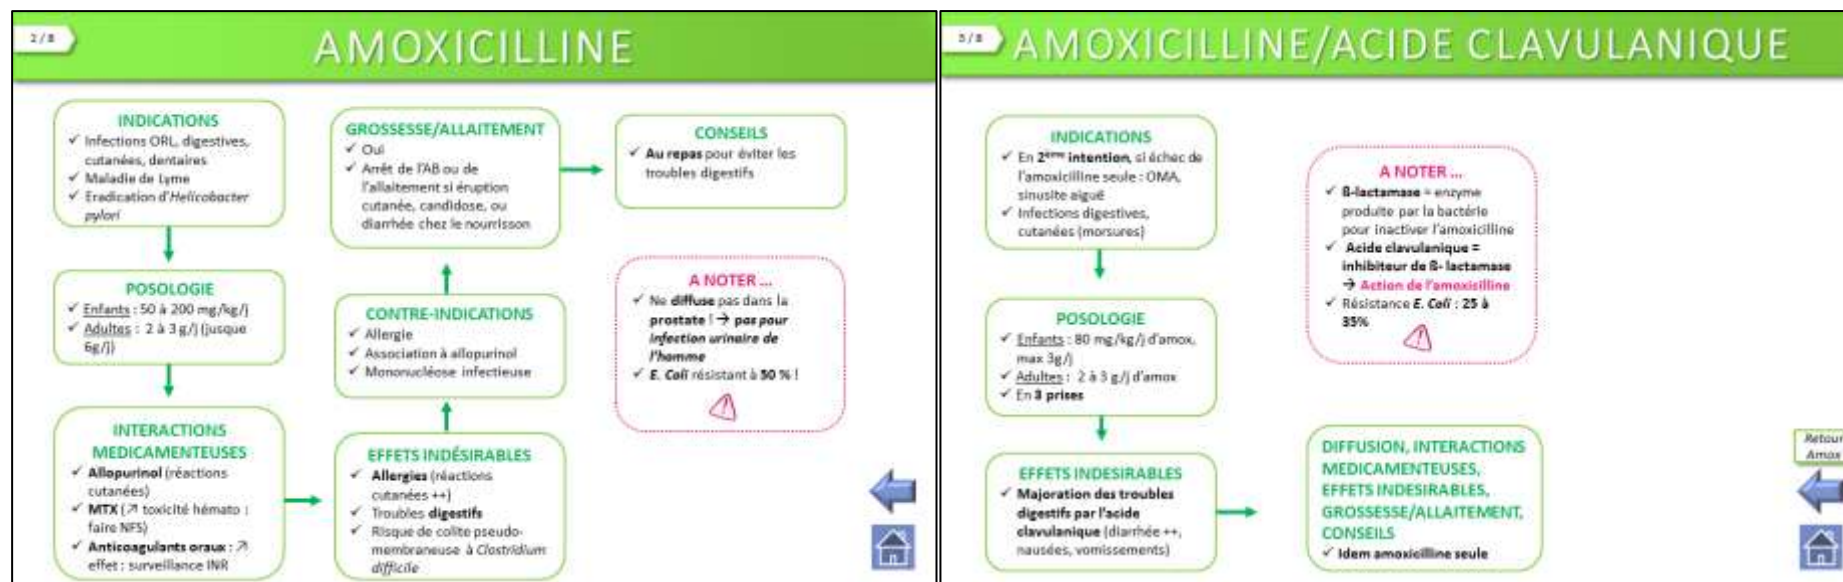 2 / 8
AMOXICILLINE
INDICATIONS
✓ Infections ORL, digestives,
cutanées, dentaires
✓ Maladie de Lyme
✓ Eradication d'Helicobacter
pylori
POSOLOGIE
✓ Enfants : 50 à 200 mg/kg/j
✓ Adultes : 2 à 3 g/j (jusque
6g/j)
INTERACTIONS
MEDICAMENTEUSES
✓ Allopurinol (réactions
cutanées)
✓ MTX (↗ toxicité hémato :
faire NFS)
✓ Anticoagulants oraux : ↗
effet : surveillance INR
EFFETS INDÉSIRABLES
✓ Allergies (réactions
cutanées ++)
✓ Troubles digestifs
✓ Risque de colite pseudo-
membraneuse à Clostridium
difficile
CONTRE-INDICATIONS
✓ Allergie
✓ Association à allopurinol
✓ Mononucléose infectieuse
GROSSESSE/ALLAITEMENT
✓ Oui
✓ Arrêt de l'AB ou de
l'allaitement si éruption
cutanée, candidose, ou
diarrhée chez le nourrisson
CONSEILS
✓ Au repas pour éviter les
troubles digestifs
A NOTER ...
✓ Ne diffuse pas dans la
prostate ! → pas pour
infection urinaire de
l'homme
✓ E. Coli résistant à 50 % !
3/8
AMOXICILLINE/ACIDE CLAVULANIQUE
INDICATIONS
✓ En 2ème intention, si échec de
l'amoxicilline seule : OMA,
sinusite aiguë
✓ Infections digestives,
cutanées (morsures)
POSOLOGIE
✓ Enfants : 80 mg/kg/j d'amox,
max 3g/j
✓ Adultes : 2 à 3 g/j d'amox
✓ En 3 prises
EFFETS INDESIRABLES
✓ Majoration des troubles
digestifs par l'acide
clavulanique (diarrhée ++,
nausées, vomissements)
DIFFUSION, INTERACTIONS
MEDICAMENTEUSES,
EFFETS INDESIRABLES,
GROSSESSE/ALLAITEMENT,
CONSEILS
✓ Idem amoxicilline seule
A NOTER ...
✓ ß-lactamase = enzyme
produite par la bactérie
pour inactiver l'amoxicilline
✓ Acide clavulanique =
inhibiteur de ß- lactamase
→ Action de l'amoxicilline
✓ Résistance E. Coli : 25 à
35%
Retour
Amox